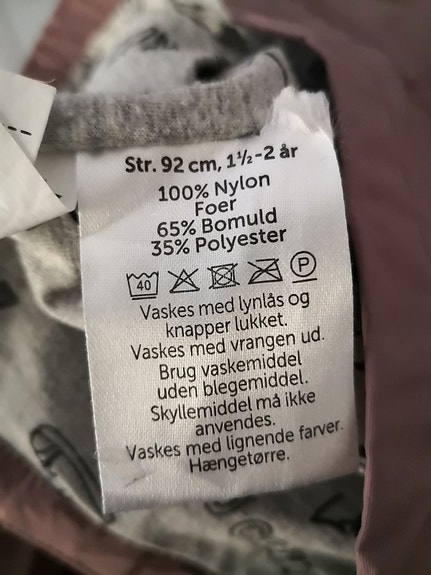 Str. 92 cm, 1½-2 år
100% Nylon
Foer
65% Bomuld
35% Polyester
40 P
Vaskes med lynlås og
knapper lukket.
Vaskes med vrangen ud.
Brug vaskemiddel
uden blegemiddel.
Skyllemiddel må ikke
anvendes.
Vaskes med lignende farver.
Hængetørre.